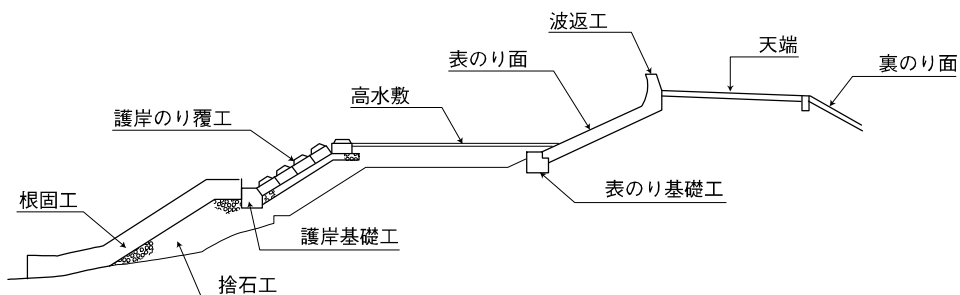 波返工
天端
表のり面
裏のり面
高水敷
護岸のり覆工
表のり基礎工
根固工
護岸基礎工
捨石工